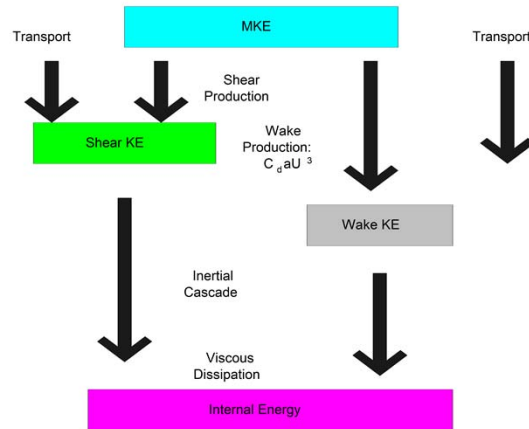 Transport
MKE
Transport
Shear
Production
Shear KE
Wake
Production:
C d aU 3
Wake KE
Inertial
Cascade
Viscous
Dissipation
Internal Energy